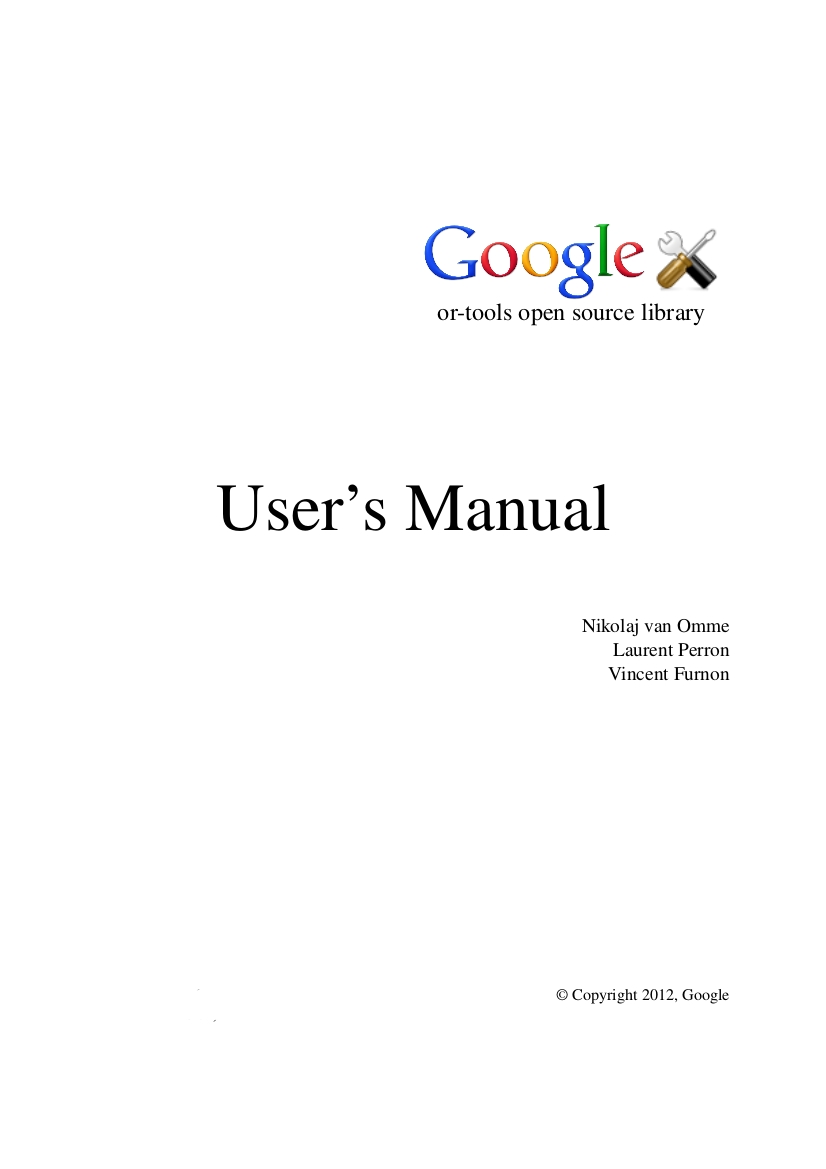 Google
or-tools open source library
User’s Manual
Nikolaj van Omme
Laurent Perron
Vincent Furnon
© Copyright 2012, Google